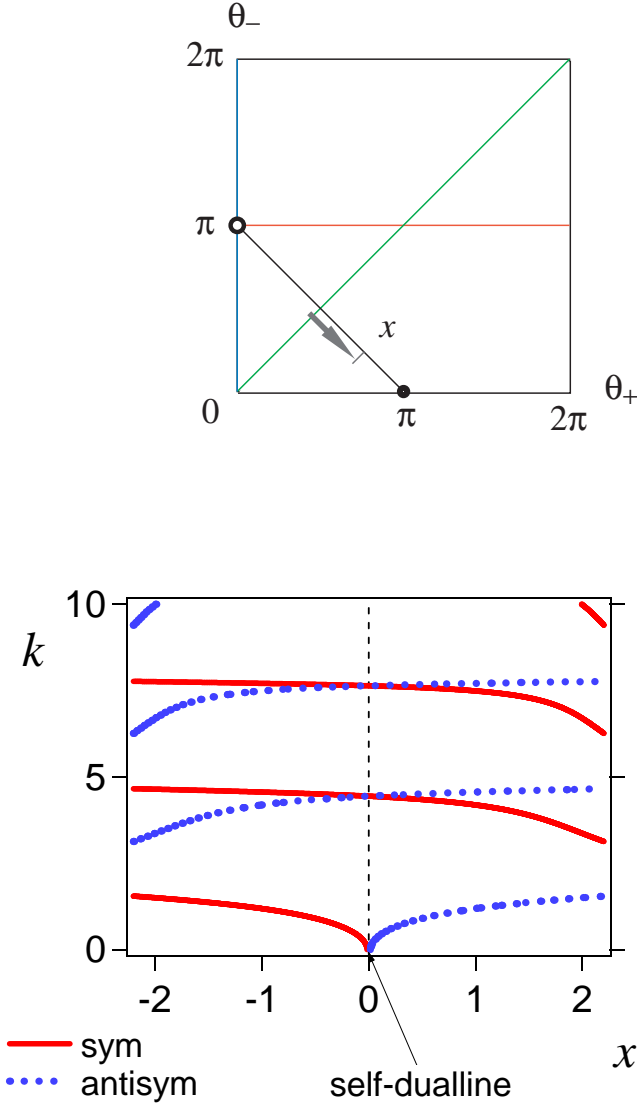 θ₋
2π
π
x
0
π
2π
θ₊
10
k
5
0
-2 -1 0 1 2
x
sym
antisym
self-dualline